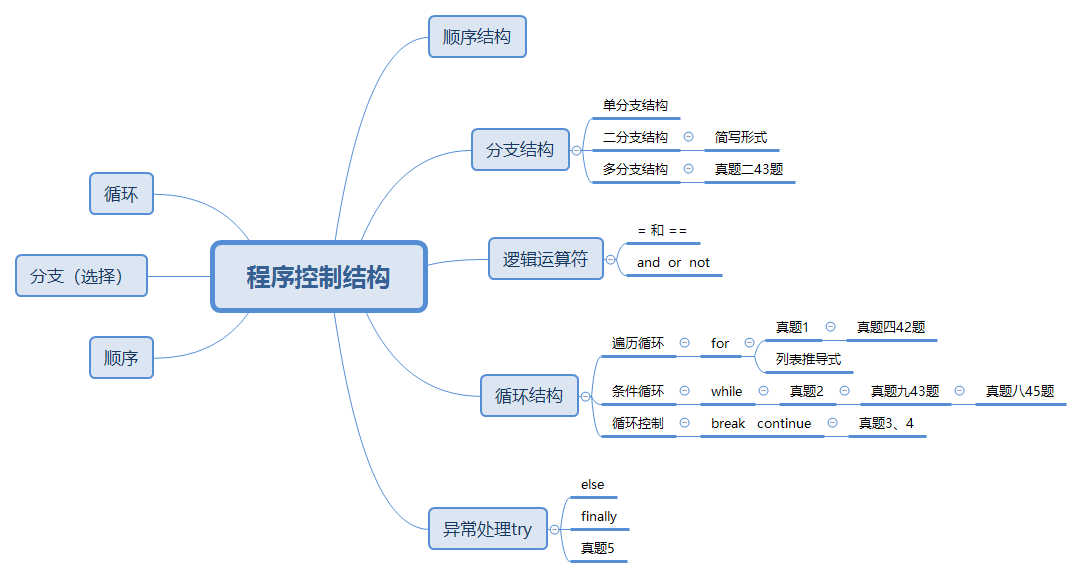 顺序结构
单分支结构
分支结构
二分支结构
简写形式
多分支结构
真题二43题
循环
= 和 ==
逻辑运算符
and or not
程序控制结构
分支（选择）
真题1
真题四42题
遍历循环
for
顺序
列表推导式
循环结构
条件循环
while
真题2
真题九43题
真题八45题
循环控制
break continue
真题3、4
else
异常处理try
finally
真题5